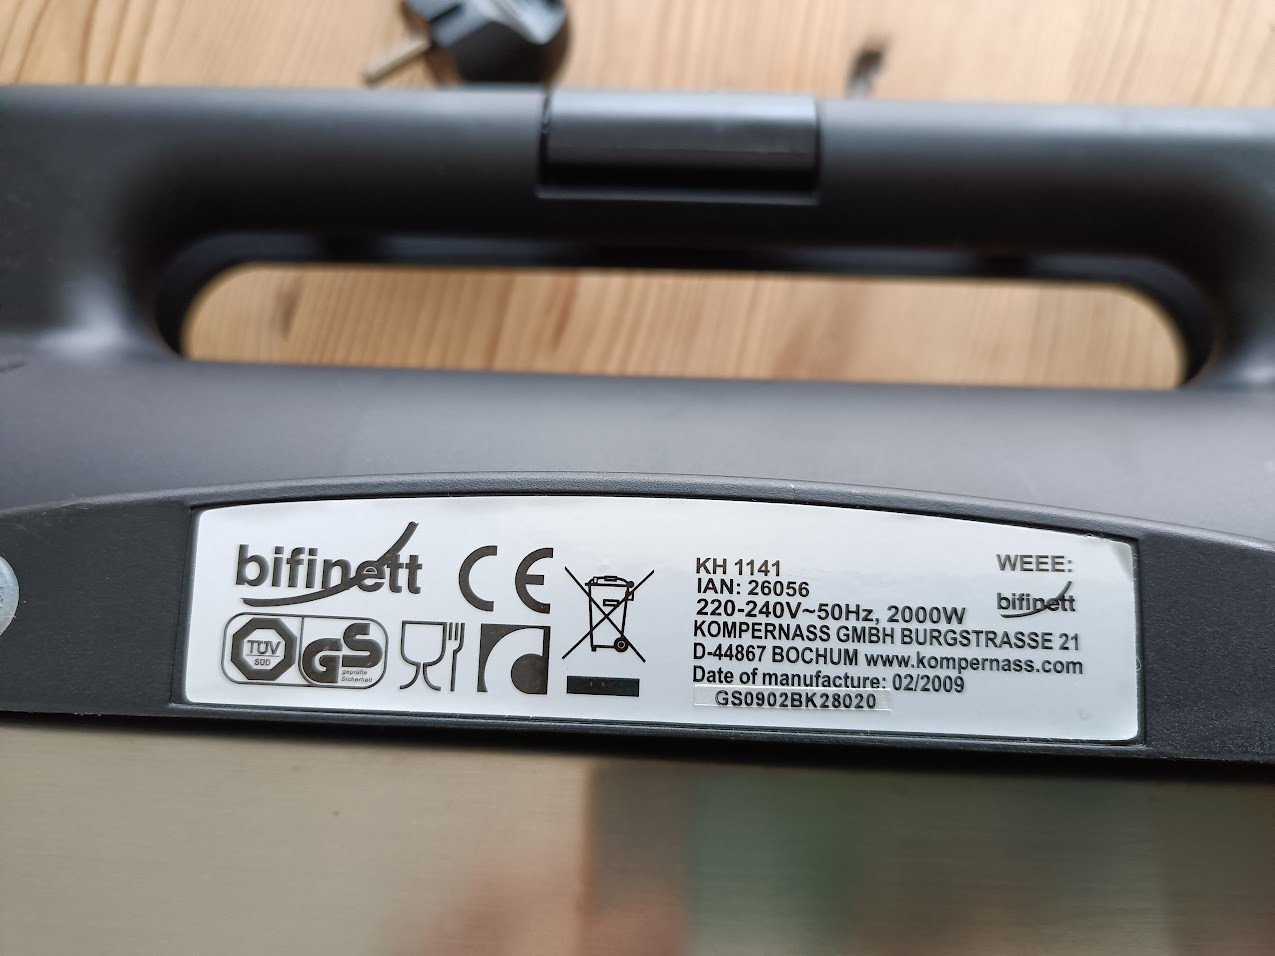 bifinett
CE
TÜV
SÜD
GS
geprüfte
Sicherheit
KH 1141
IAN: 26056
220-240V~50Hz, 2000W
KOMPERNASS GMBH BURGSTRASSE 21
D-44867 BOCHUM www.kompernass.com
Date of manufacture: 02/2009
GS0902BK28020
WEEE:
bifinett